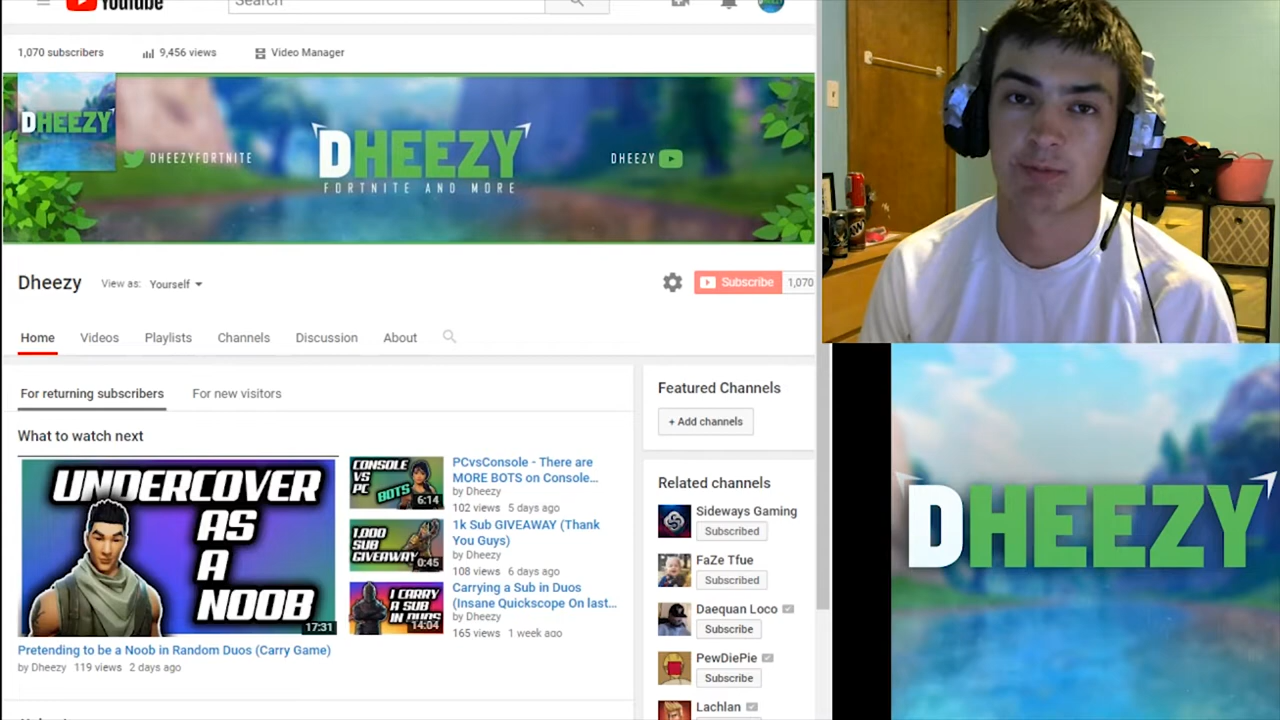 YouTube
Search
1,070 subscribers
9,456 views
Video Manager
DHEEZY
DHEEZYFORTNITE
DHEEZY
FORTNITE AND MORE
DHEEZY
Dheezy
View as: Yourself
Subscribe 1,070
Home
Videos
Playlists
Channels
Discussion
About
For returning subscribers
For new visitors
What to watch next
UNDERCOVER
AS
A
NOOB
17:31
Pretending to be a Noob in Random Duos (Carry Game)
by Dheezy 119 views 2 days ago
CONSOLE
VS
PC
BOTS
6:14
PCvsConsole - There are
MORE BOTS on Console...
by Dheezy
102 views 5 days ago
1,000
SUB
GIVEAWAY
0:45
1k Sub GIVEAWAY (Thank
You Guys)
by Dheezy
108 views 6 days ago
I CARRY
A SUB
IN DUOS
14:04
Carrying a Sub in Duos
(Insane Quickscope On last...
by Dheezy
165 views 1 week ago
Featured Channels
+ Add channels
Related channels
Sideways Gaming
Subscribed
FaZe Tfue
Subscribed
Daequan Loco
Subscribe
PewDiePie
Subscribe
Lachlan
DHEEZY